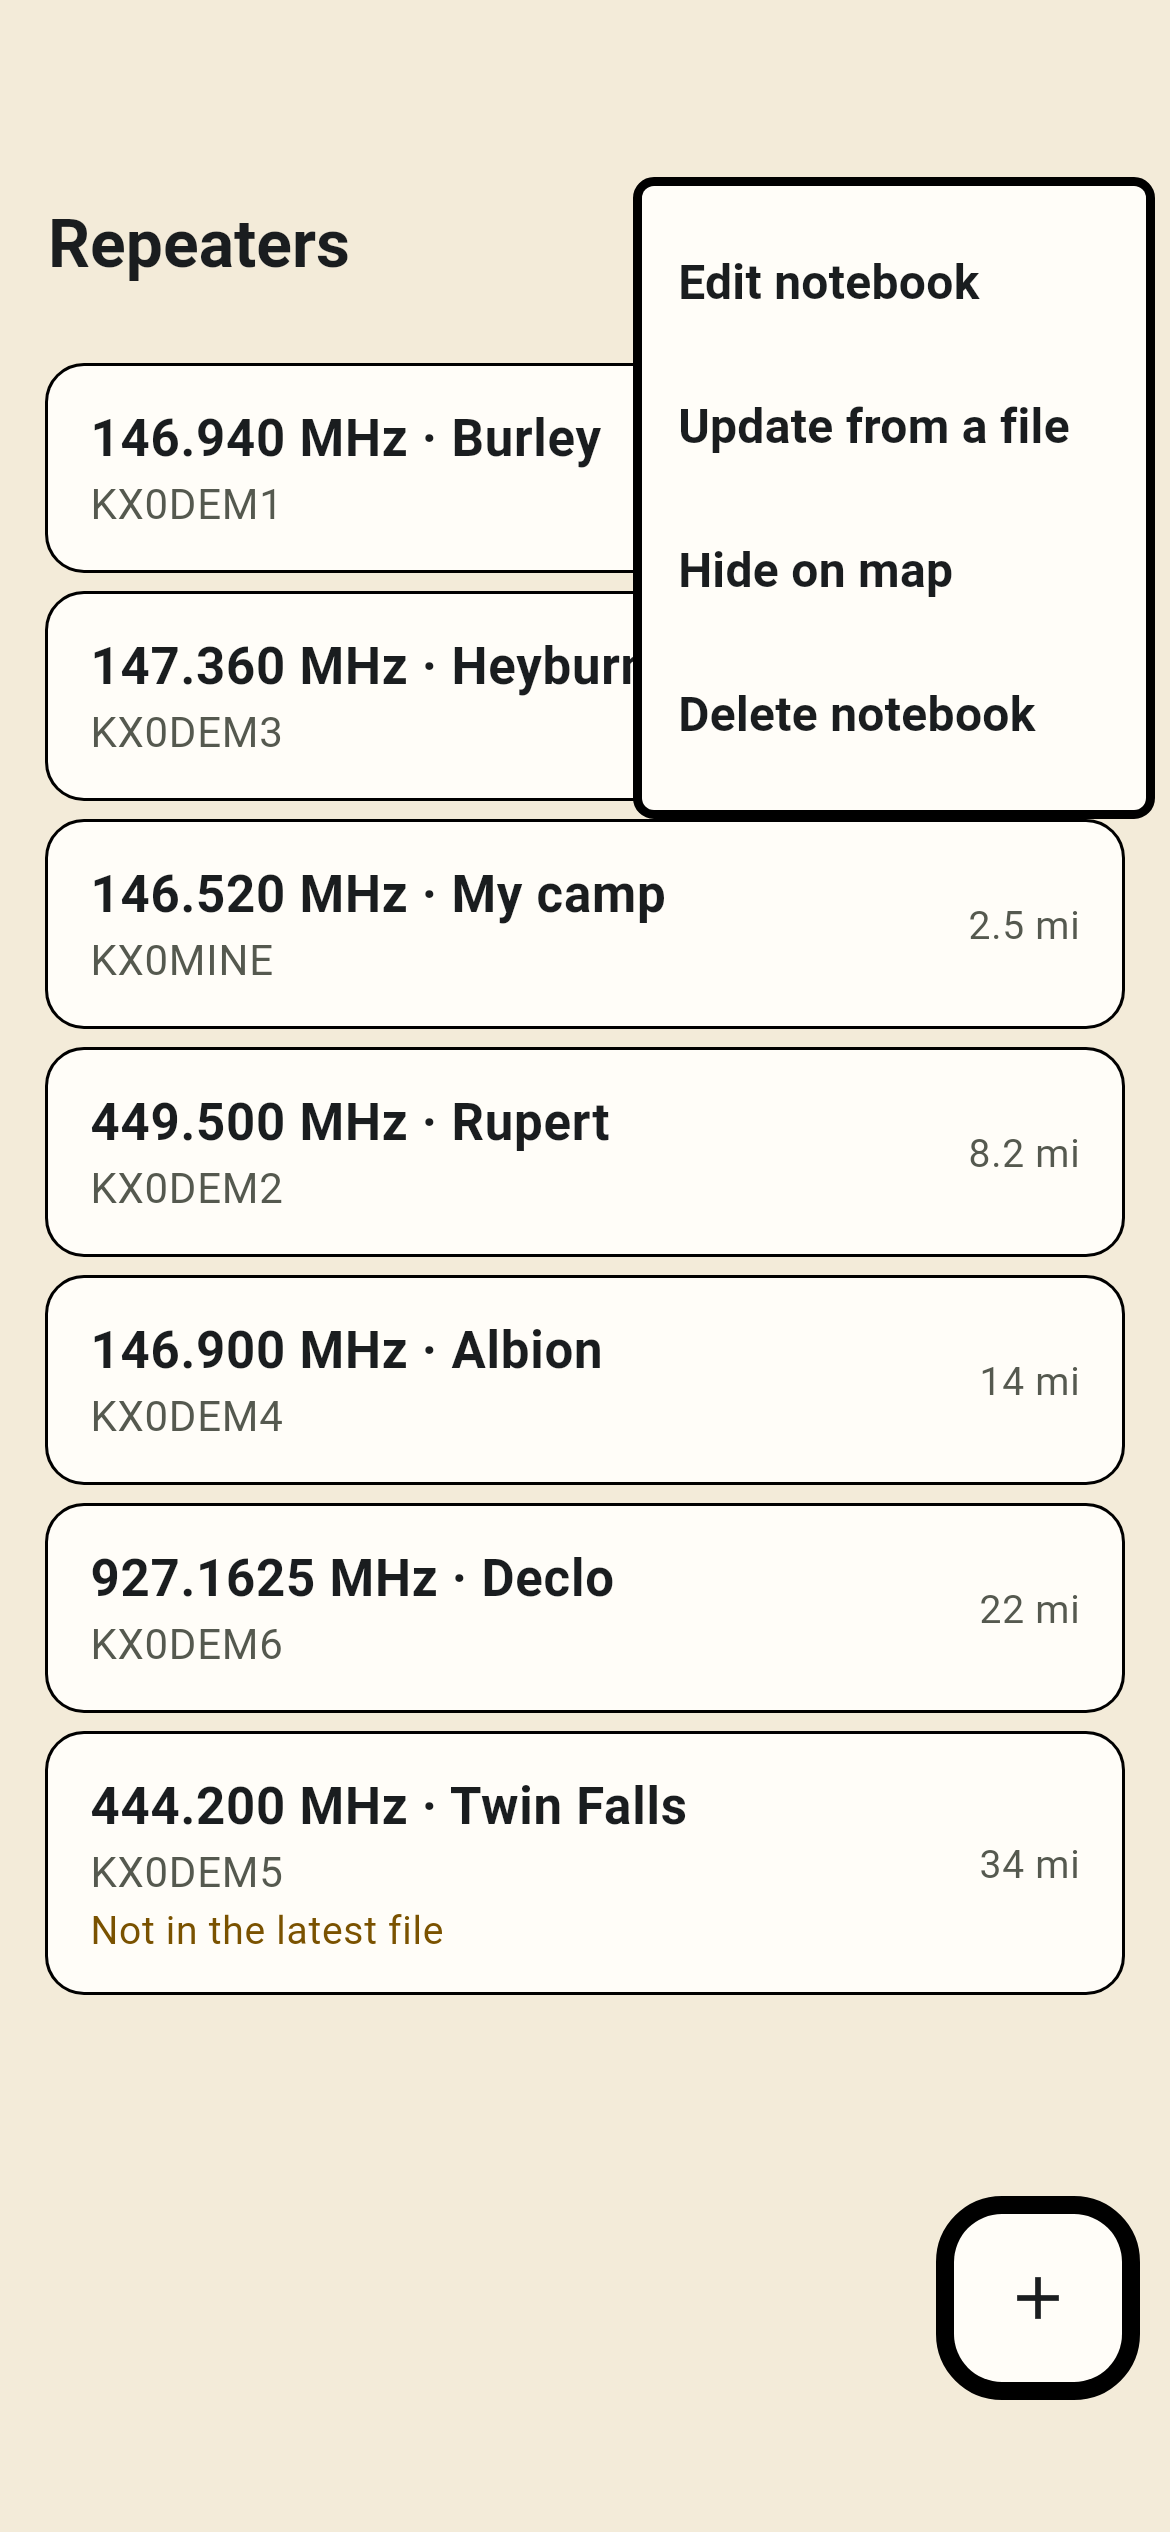 Repeaters
Edit notebook
Update from a file
Hide on map
Delete notebook
146.940 MHz · Burley
KX0DEM1
147.360 MHz · Heyburn
KX0DEM3
146.520 MHz · My camp
KX0MINE
2.5 mi
449.500 MHz · Rupert
KX0DEM2
8.2 mi
146.900 MHz · Albion
KX0DEM4
14 mi
927.1625 MHz · Declo
KX0DEM6
22 mi
444.200 MHz · Twin Falls
KX0DEM5
Not in the latest file
34 mi
+